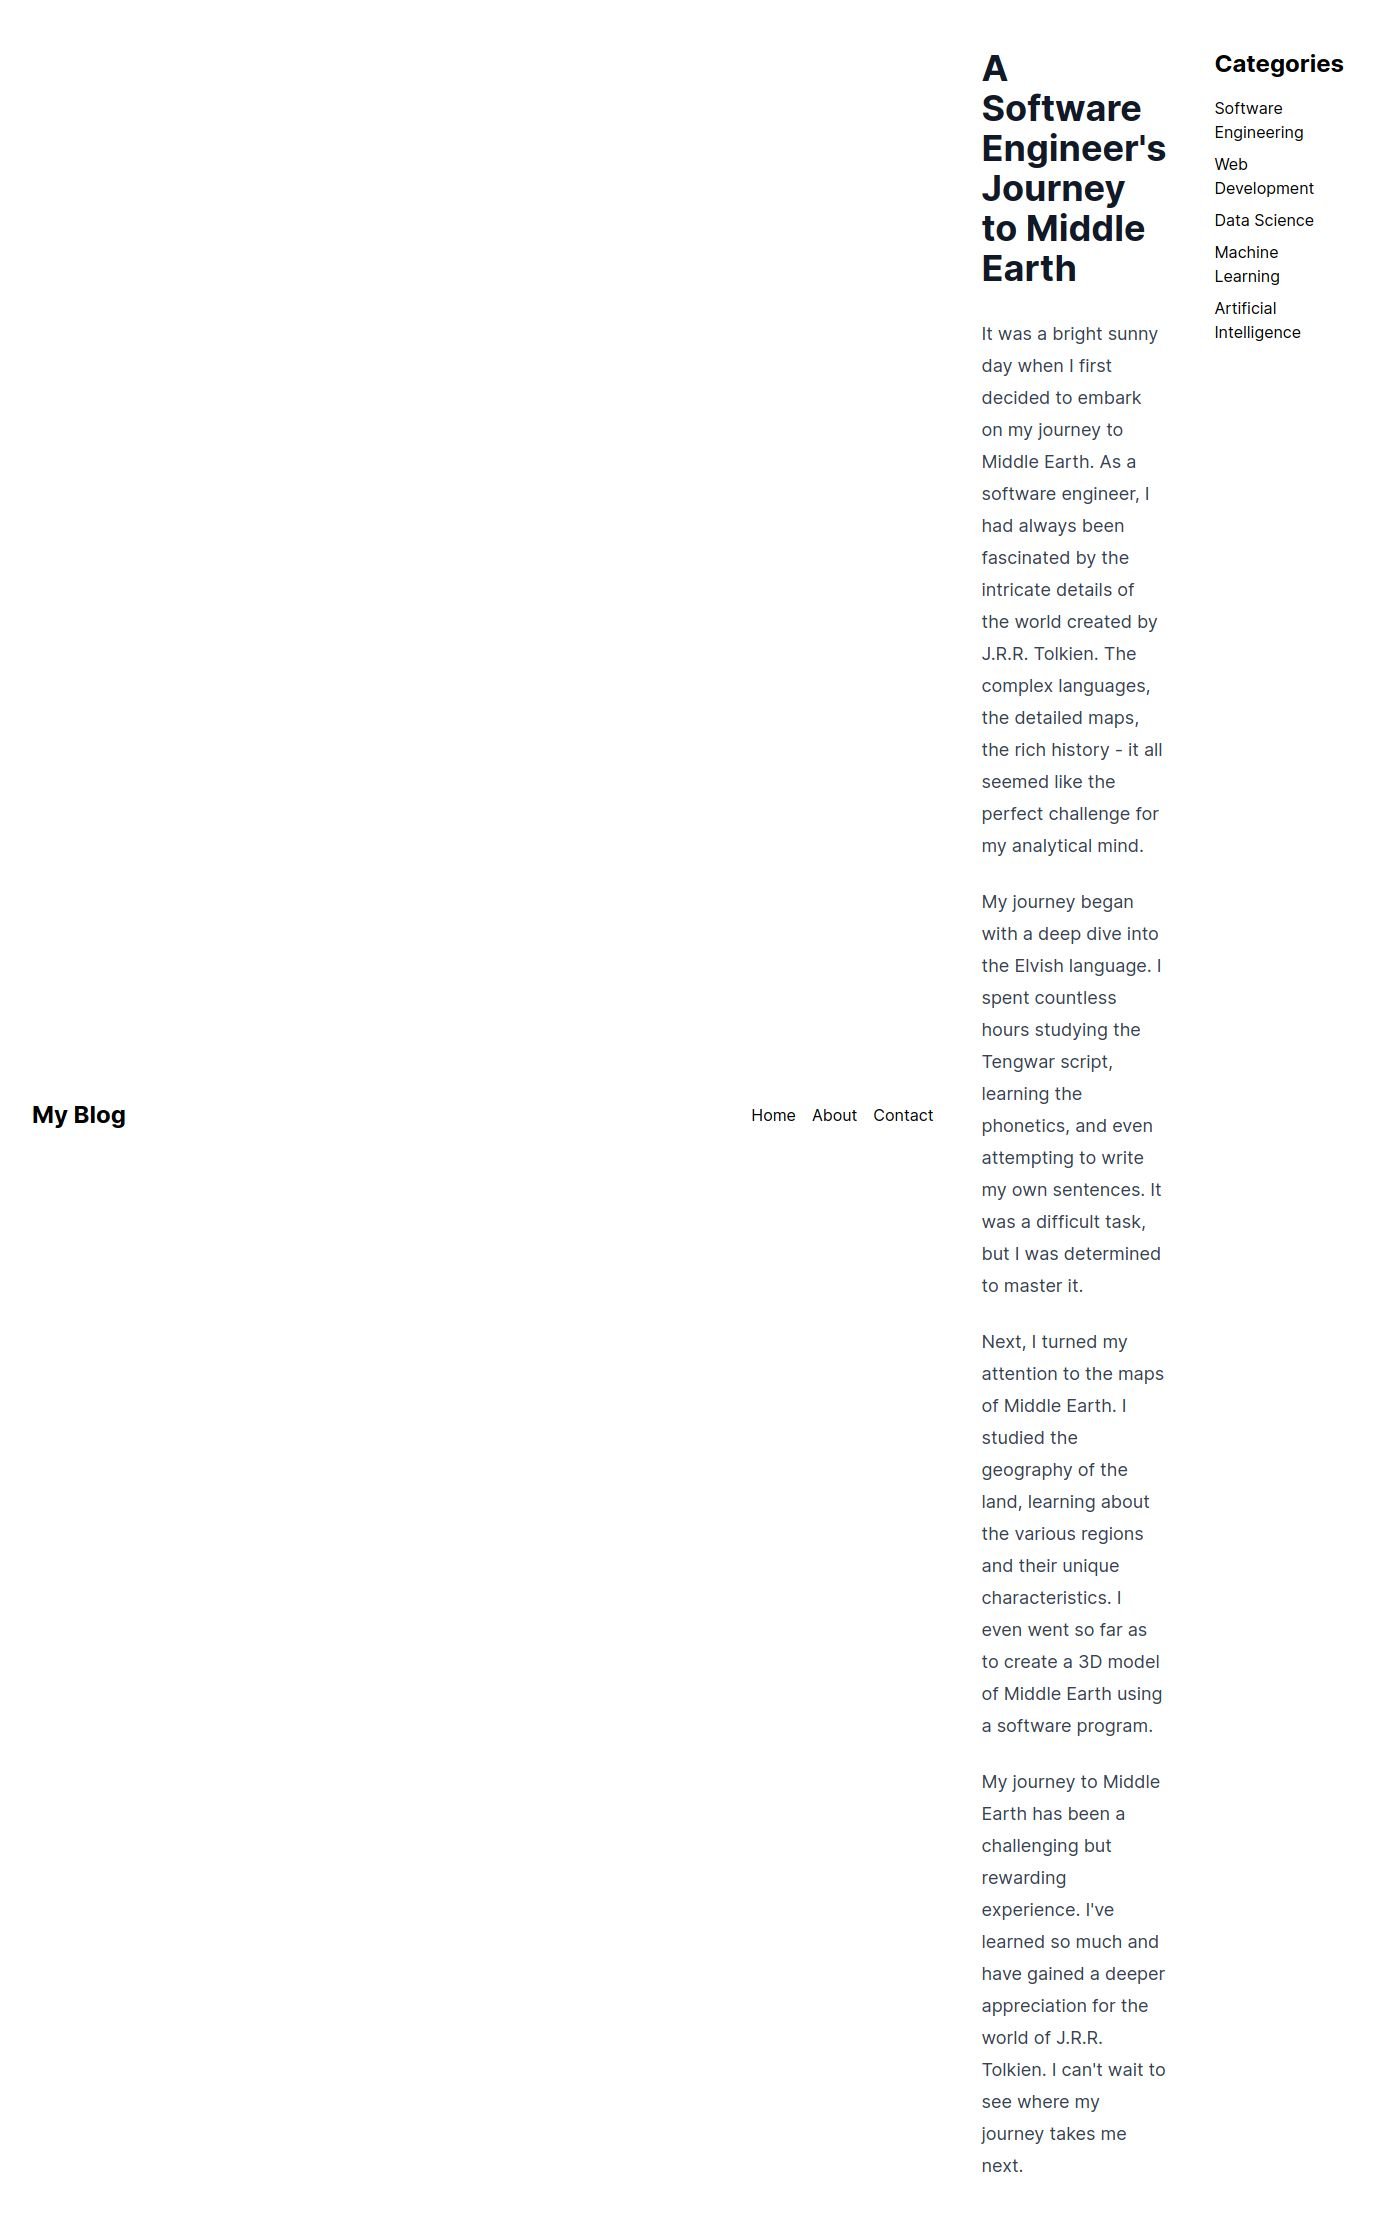 My Blog
Home
About
Contact
A
Software
Engineer's
Journey
to Middle
Earth
It was a bright sunny
day when I first
decided to embark
on my journey to
Middle Earth. As a
software engineer, I
had always been
fascinated by the
intricate details of
the world created by
J.R.R. Tolkien. The
complex languages,
the detailed maps,
the rich history - it all
seemed like the
perfect challenge for
my analytical mind.
My journey began
with a deep dive into
the Elvish language. I
spent countless
hours studying the
Tengwar script,
learning the
phonetics, and even
attempting to write
my own sentences. It
was a difficult task,
but I was determined
to master it.
Next, I turned my
attention to the maps
of Middle Earth. I
studied the
geography of the
land, learning about
the various regions
and their unique
characteristics. I
even went so far as
to create a 3D model
of Middle Earth using
a software program.
My journey to Middle
Earth has been a
challenging but
rewarding
experience. I've
learned so much and
have gained a deeper
appreciation for the
world of J.R.R.
Tolkien. I can't wait to
see where my
journey takes me
next.
Categories
Software
Engineering
Web
Development
Data Science
Machine
Learning
Artificial
Intelligence